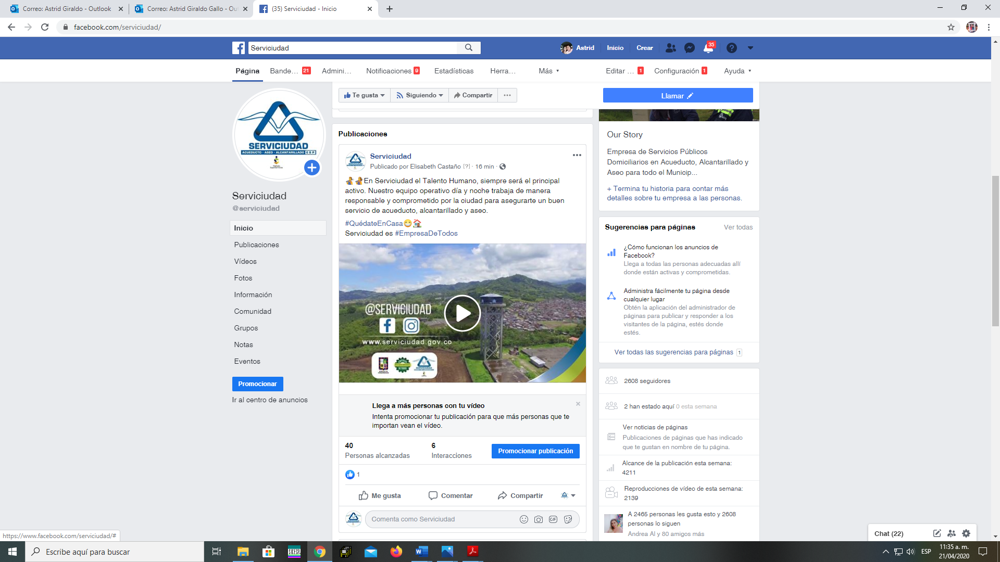 Correo: Astrid Giraldo - Outlook
Correo: Astrid Giraldo Gallo - Ou
(35) Serviciudad - Inicio
facebook.com/serviciudad/
Serviciudad
Astrid
Inicio
Crear
35
Página
Bande... 21
Admini...
Notificaciones 9
Estadísticas
Herra...
Más
Editar ... 1
Configuración 1
Ayuda
Te gusta
Siguiendo
Compartir
Llamar
SERVICIUDAD
ACUEDUCTO - ASEO - ALCANTARILLADO E S P
Serviciudad
@serviciudad
Inicio
Publicaciones
Vídeos
Fotos
Información
Comunidad
Grupos
Notas
Eventos
Promocionar
Ir al centro de anuncios
Publicaciones
Serviciudad
Publicado por Elisabeth Castaño [?] · 16 min ·
En Serviciudad el Talento Humano, siempre será el principal
activo. Nuestro equipo operativo día y noche trabaja de manera
responsable y comprometido por la ciudad para asegurarte un buen
servicio de acueducto, alcantarillado y aseo.
#QuédateEnCasa
Serviciudad es #EmpresaDeTodos
@SERVICIUDAD
www.serviciudad.gov.co
Llega a más personas con tu vídeo
Intenta promocionar tu publicación para que más personas que te
importan vean el vídeo.
40
Personas alcanzadas
6
Interacciones
Promocionar publicación
1
Me gusta
Comentar
Compartir
Comenta como Serviciudad
GIF
Our Story
Empresa de Servicios Públicos
Domiciliarios en Acueducto, Alcantarillado y
Aseo para todo el Municip...
+ Termina tu historia para contar más
detalles sobre tu empresa a las personas.
Sugerencias para páginas
Ver todas
¿Cómo funcionan los anuncios de
Facebook?
Llega a todas las personas adecuadas allí
donde están activas y comprometidas.
Administra fácilmente tu página desde
cualquier lugar
Obtén la aplicación del administrador de
páginas para publicar y responder a los
visitantes de la página, estés donde
estés.
Ver todas las sugerencias para páginas 1
2608 seguidores
2 han estado aquí 0 esta semana
Ver noticias de páginas
Publicaciones de páginas que has indicado
que te gustan en nombre de tu página.
Alcance de la publicación esta semana:
4211
Reproducciones de vídeo de esta semana:
2139
A 2465 personas les gusta esto y 2608
personas lo siguen
Andrea Al y 80 amigos más
Chat (22)
https://www.facebook.com/serviciudad/#
Escribe aquí para buscar
ESP
11:35 a. m.
21/04/2020